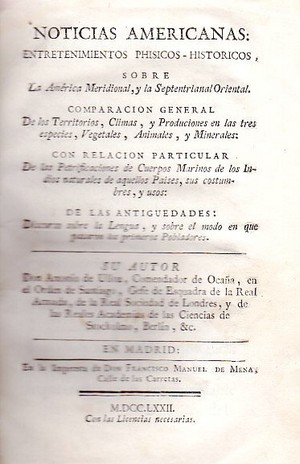 NOTICIAS AMERICANAS:
ENTRETENIMIENTOS PHISICOS-HISTORICOS,
SOBRE
La América Meridional, y la Septentrianal Oriental.
COMPARACION GENERAL
De los Territorios, Climas, y Produciones en las tres
especies, Vegetales, Animales, y Minerales:
CON RELACION PARTICULAR
De las Petrificaciones de Cuerpos Marinos de los In-
dios naturales de aquellos Paises, sus costum-
bres, y usos:
DE LAS ANTIGUEDADES:
Discurso sobre la Lengua, y sobre el modo en que
pasaron los primeros Pobladores.
SU AUTOR
Don Antonio de Ulloa, Comendador de Ocaña, en
el Orden de Santiago, Gefe de Esquadra de la Real
Armada, de la Real Sociedad de Londres, y de
las Reales Academias de las Ciencias de
Stockolmo, Berlin, &c.
EN MADRID:
En la Imprenta de Don Francisco Manuel de Mena,
Calle de las Carretas.
M.DCC.LXXII.
Con las Licencias necesarias.